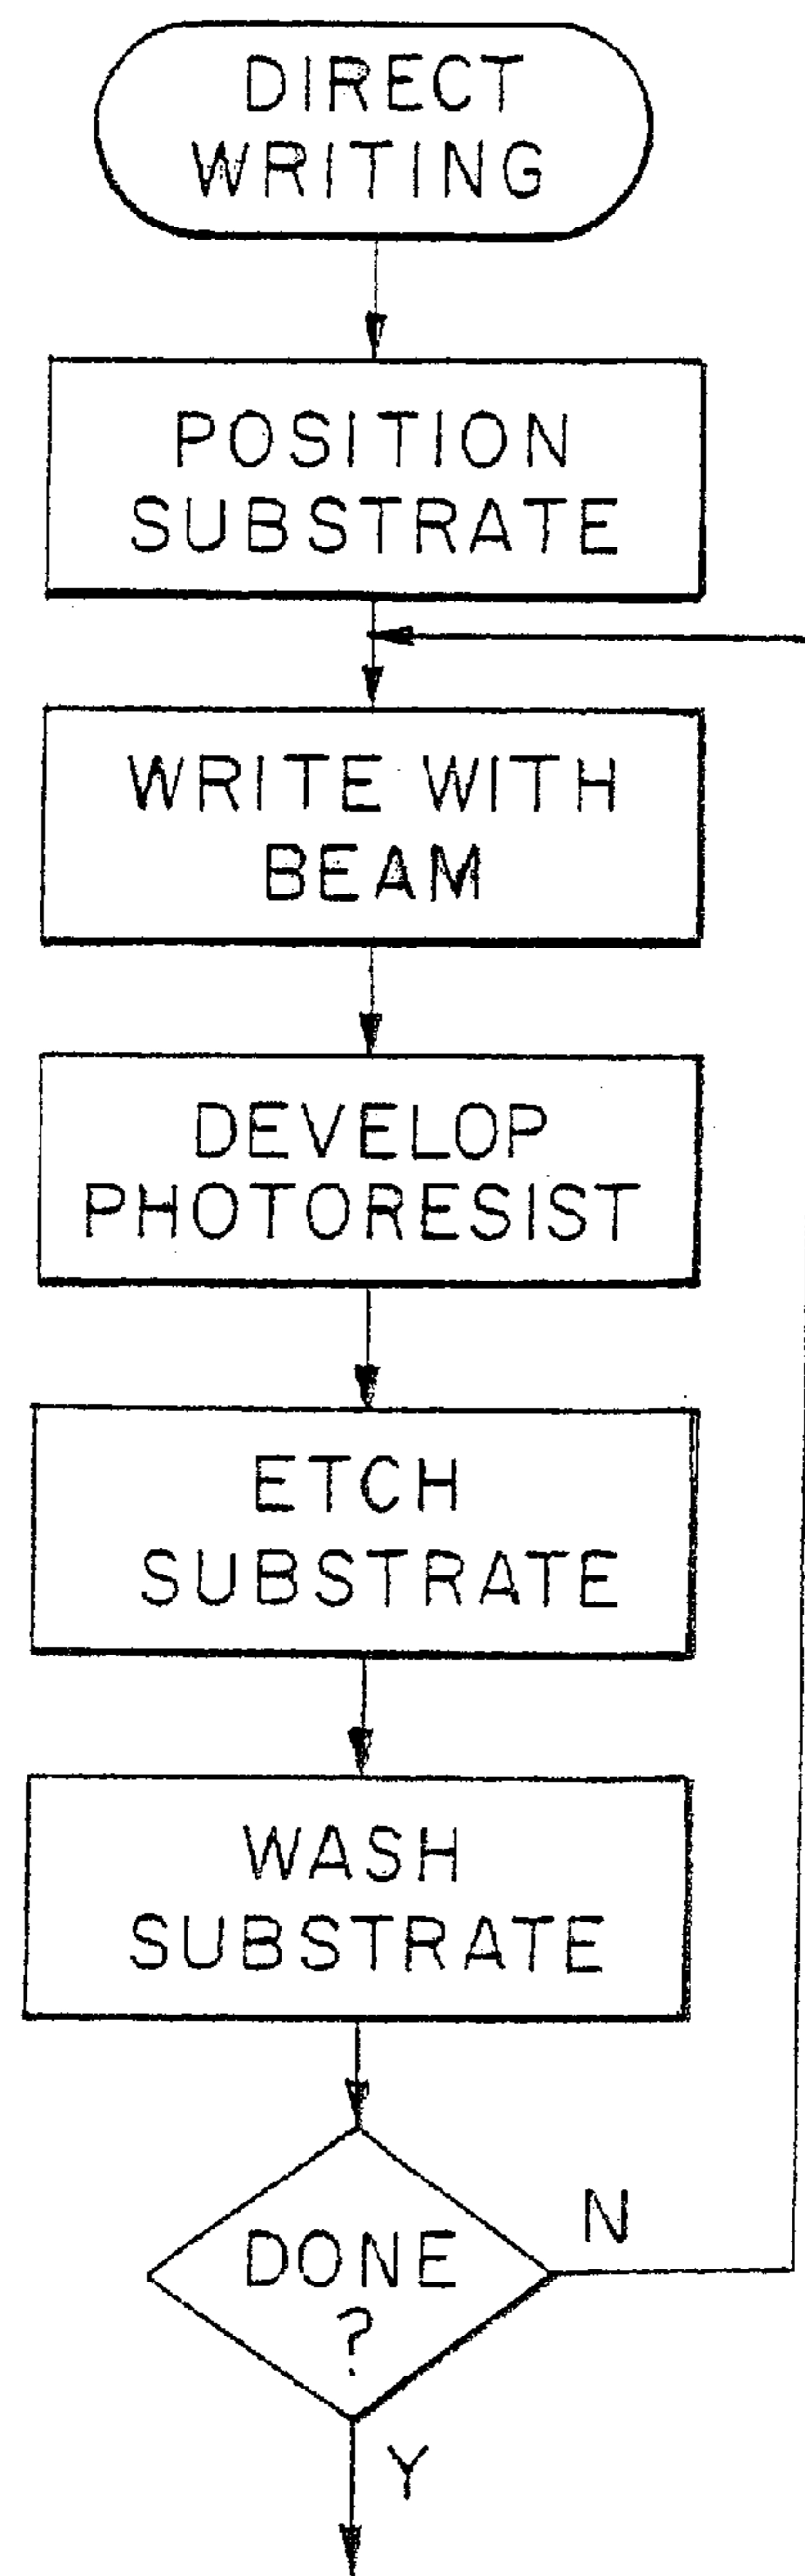 DIRECT
WRITING
POSITION
SUBSTRATE
WRITE WITH
BEAM
DEVELOP
PHOTORESIST
ETCH
SUBSTRATE
WASH
SUBSTRATE
N
DONE
?
Y